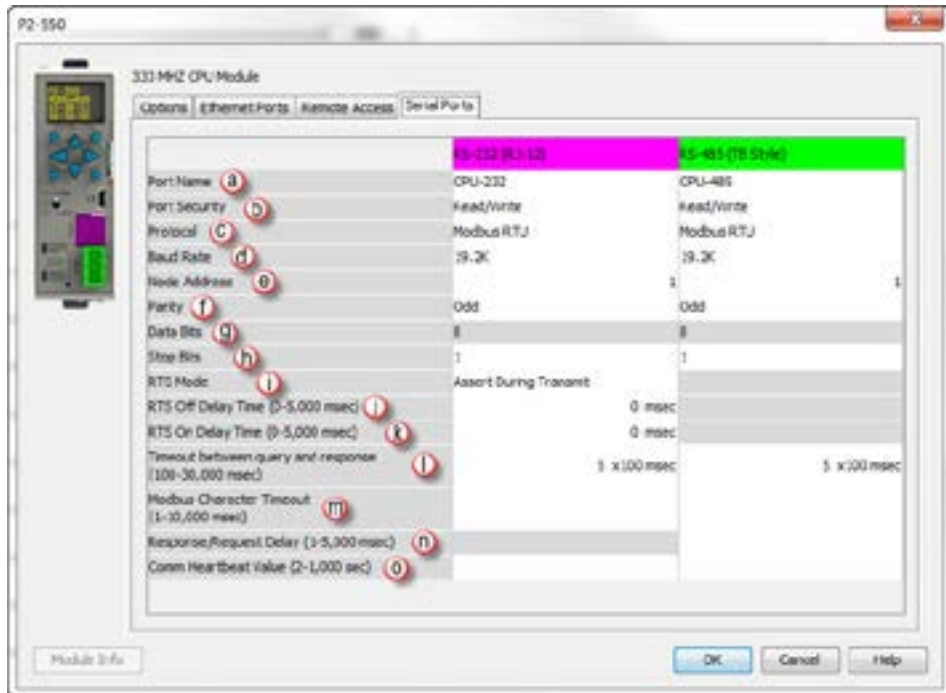 P2-550
333 MHZ CPU Module
Options Ethernet Ports Remote Access Serial Ports
RS-232 (RJ-12) RS-485 (TB Style)
Port Name a CPU-232 CPU-485
Port Security b Read/Write Read/Write
Protocol c Modbus RTU Modbus RTU
Baud Rate d 19.2K 19.2K
Node Address e 1 1
Parity f Odd Odd
Data Bits g 8 8
Stop Bits h 1 1
RTS Mode i Assert During Transmit
RTS Off Delay Time (0-5,000 msec) j 0 msec
RTS On Delay Time (0-5,000 msec) k 0 msec
Timeout between query and response
(100-30,000 msec) l 5 x100 msec 5 x100 msec
Modbus Character Timeout
(1-10,000 msec) m
Response/Request Delay (1-5,000 msec) n
Comm Heartbeat Value (2-1,000 sec) o
Module Info OK Cancel Help